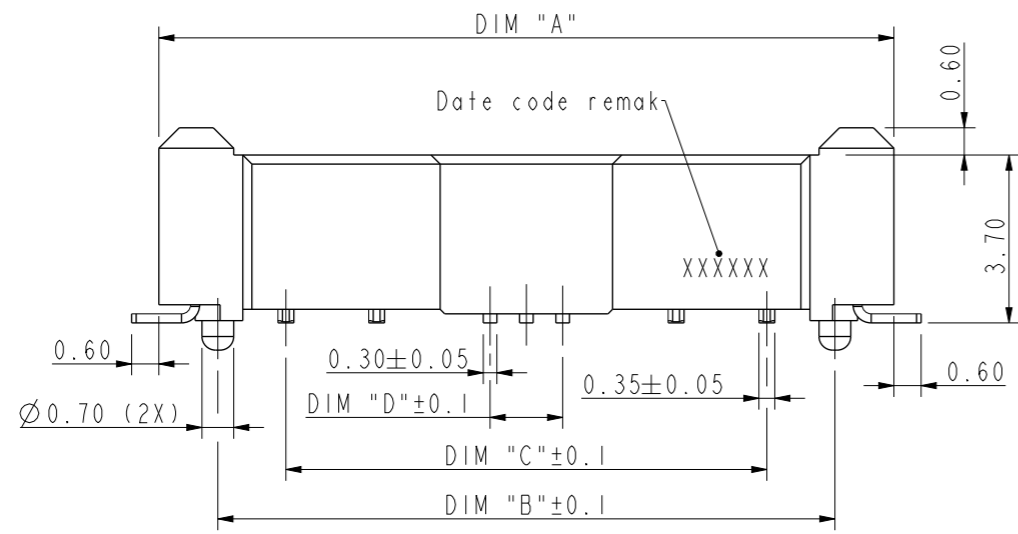 DIM "A"
0.60
Date code remak
3.70
XXXXXX
0.60
0.30±0.05
0.35±0.05
0.60
DIM "D"±0.1
Ø0.70 (2X)
DIM "C"±0.1
DIM "B"±0.1